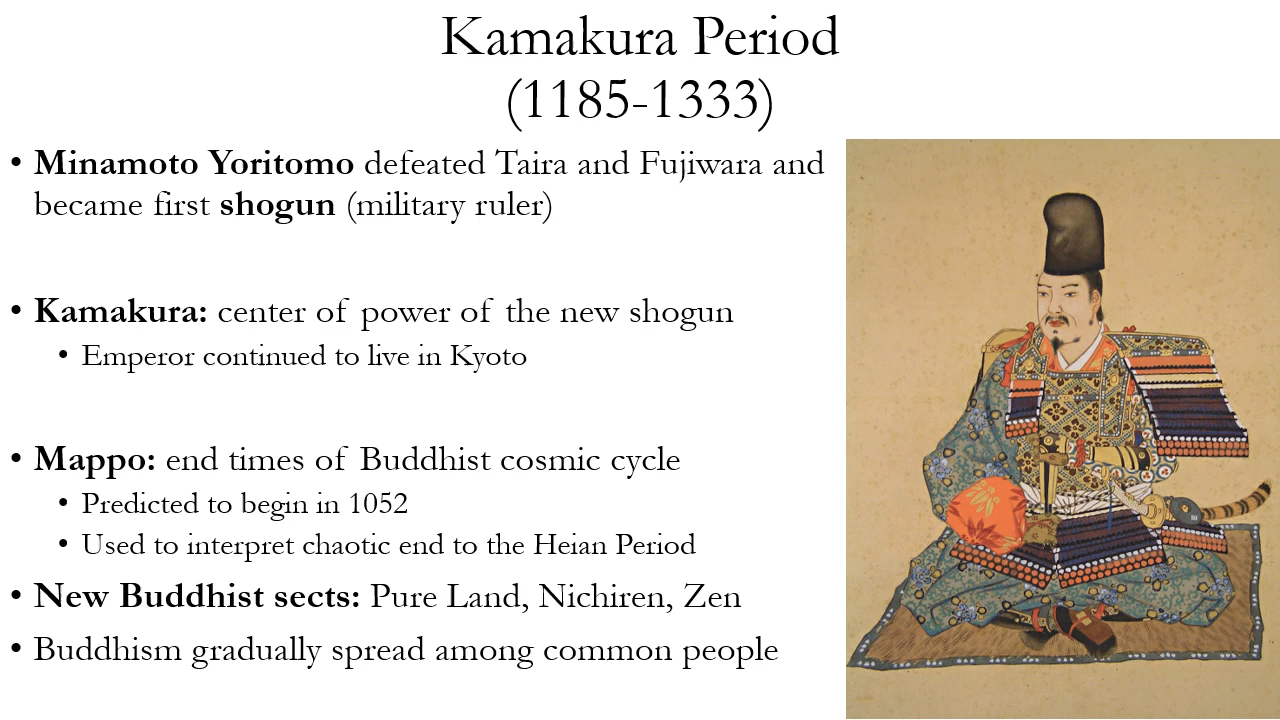 Kamakura Period
(1185-1333)
• Minamoto Yoritomo defeated Taira and Fujiwara and
became first shogun (military ruler)
• Kamakura: center of power of the new shogun
• Emperor continued to live in Kyoto
• Mappo: end times of Buddhist cosmic cycle
• Predicted to begin in 1052
• Used to interpret chaotic end to the Heian Period
• New Buddhist sects: Pure Land, Nichiren, Zen
• Buddhism gradually spread among common people